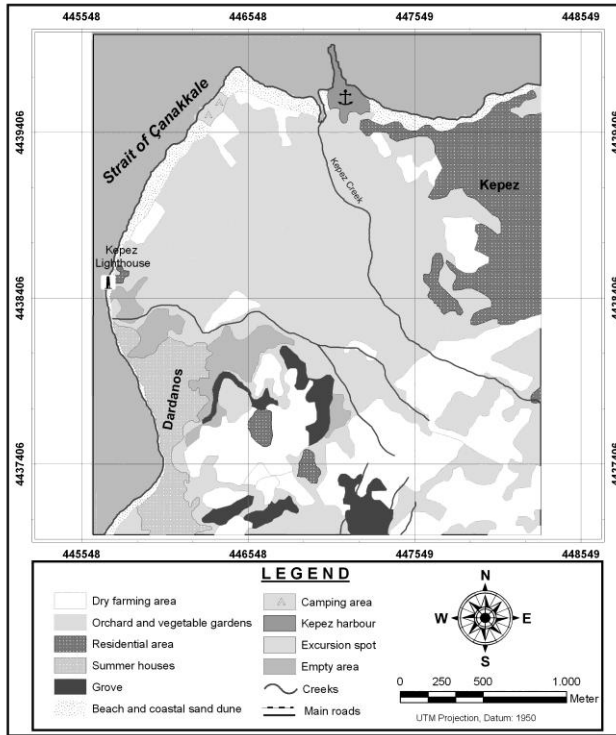 445548 446548 447549 448549
4439406
4439406
Strait of Çanakkale
Kepez Creek
Kepez
Kepez
Lighthouse
4438406
4438406
Dardanos
4437406
4437406
445548 446548 447549 448549
LEGEND
Dry farming area
Orchard and vegetable gardens
Residential area
Summer houses
Grove
Beach and coastal sand dune
Camping area
Kepez harbour
Excursion spot
Empty area
Creeks
Main roads
N
W E
S
0 250 500 1.000
Meter
UTM Projection, Datum: 1950